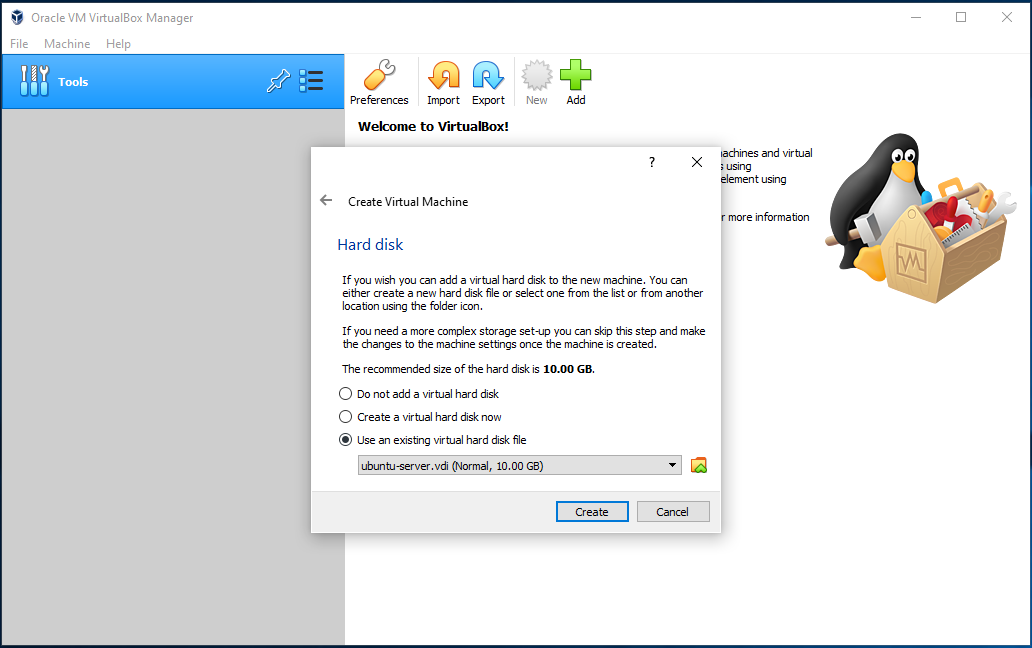 Oracle VM VirtualBox Manager
File Machine Help
Tools
Preferences Import Export New Add
Welcome to VirtualBox!
machines and virtual
using
element using
more information
?
Create Virtual Machine
Hard disk
If you wish you can add a virtual hard disk to the new machine. You can
either create a new hard disk file or select one from the list or from another
location using the folder icon.
If you need a more complex storage set-up you can skip this step and make
the changes to the machine settings once the machine is created.
The recommended size of the hard disk is 10.00 GB.
Do not add a virtual hard disk
Create a virtual hard disk now
Use an existing virtual hard disk file
ubuntu-server.vdi (Normal, 10.00 GB)
Create Cancel